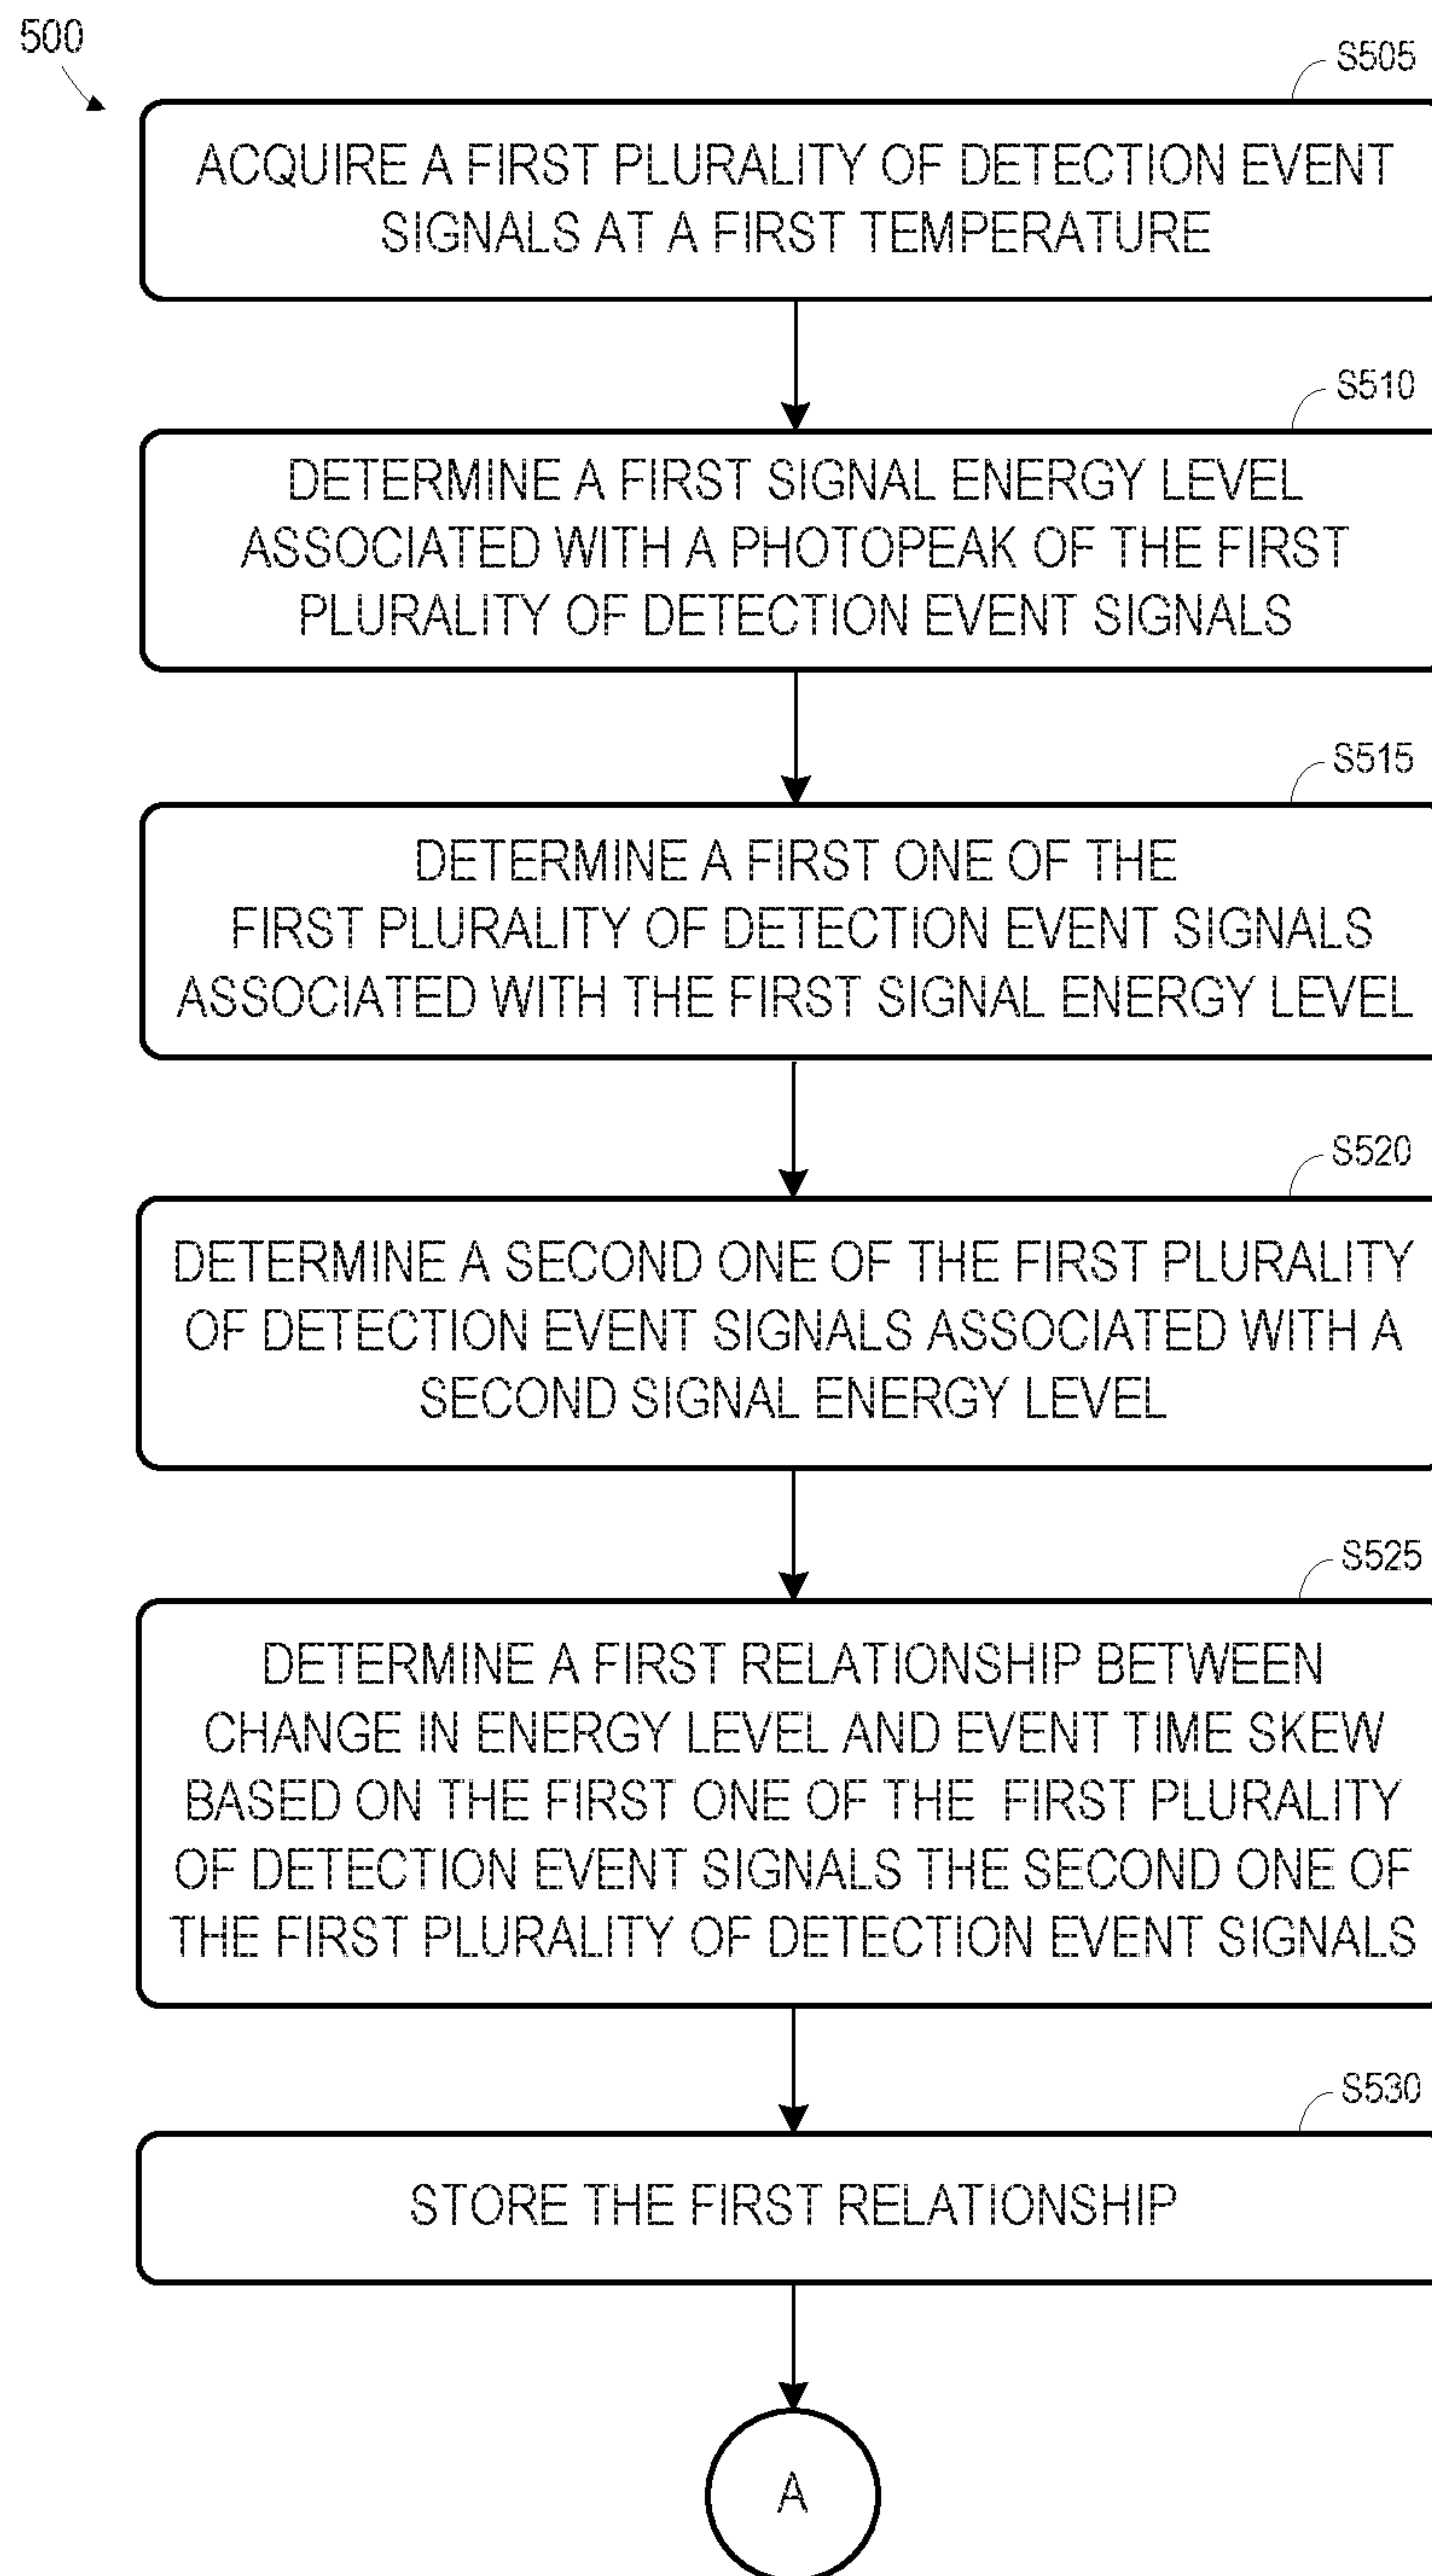 500
S505
ACQUIRE A FIRST PLURALITY OF DETECTION EVENT
SIGNALS AT A FIRST TEMPERATURE
S510
DETERMINE A FIRST SIGNAL ENERGY LEVEL
ASSOCIATED WITH A PHOTOPEAK OF THE FIRST
PLURALITY OF DETECTION EVENT SIGNALS
S515
DETERMINE A FIRST ONE OF THE
FIRST PLURALITY OF DETECTION EVENT SIGNALS
ASSOCIATED WITH THE FIRST SIGNAL ENERGY LEVEL
S520
DETERMINE A SECOND ONE OF THE FIRST PLURALITY
OF DETECTION EVENT SIGNALS ASSOCIATED WITH A
SECOND SIGNAL ENERGY LEVEL
S525
DETERMINE A FIRST RELATIONSHIP BETWEEN
CHANGE IN ENERGY LEVEL AND EVENT TIME SKEW
BASED ON THE FIRST ONE OF THE FIRST PLURALITY
OF DETECTION EVENT SIGNALS THE SECOND ONE OF
THE FIRST PLURALITY OF DETECTION EVENT SIGNALS
S530
STORE THE FIRST RELATIONSHIP
A